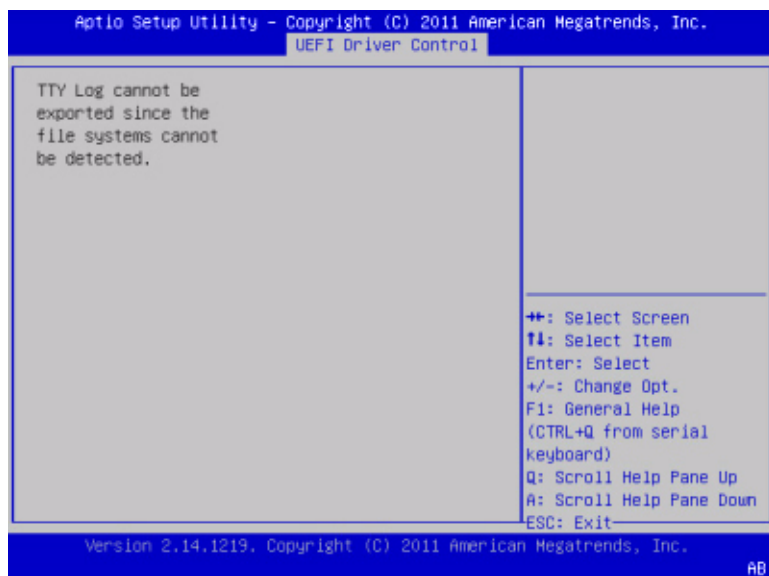 Aptio Setup Utility – Copyright (C) 2011 American Megatrends, Inc.
UEFI Driver Control
TTY Log cannot be
exported since the
file systems cannot
be detected.
→←: Select Screen
↑↓: Select Item
Enter: Select
+/-: Change Opt.
F1: General Help
(CTRL+Q from serial
keyboard)
Q: Scroll Help Pane Up
A: Scroll Help Pane Down
ESC: Exit
Version 2.14.1219. Copyright (C) 2011 American Megatrends, Inc.
AB